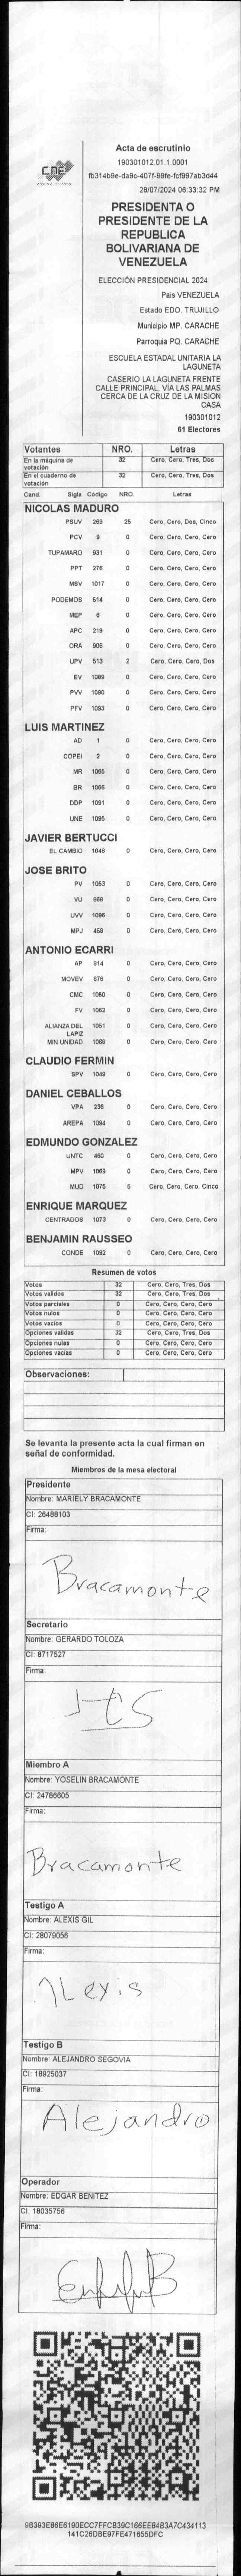 Acta de escrutinio
CNE
190301012.01.1.0001
fb314b9e-da9c-407f-99fe-fcf997ab3d44
28/07/2024 06:33:32 PM
PRESIDENTA O
PRESIDENTE DE LA
REPUBLICA
BOLIVARIANA DE
VENEZUELA
ELECCIÓN PRESIDENCIAL 2024
Pais VENEZUELA
Estado EDO. TRUJILLO
Municipio MP. CARACHE
Parroquia PQ. CARACHE
ESCUELA ESTADAL UNITARIA LA
LAGUNETA
CASERIO LA LAGUNETA FRENTE
CALLE PRINCIPAL. VÍA LAS PALMAS
CERCA DE LA CRUZ DE LA MISION
CASA
190301012
61 Electores
Votantes NRO. Letras
En la máquina de votación 32 Cero, Cero, Tres, Dos
En el cuaderno de votación 32 Cero, Cero, Tres, Dos
Cand. Sigla Codigo NRO. Letras
NICOLAS MADURO
PSUV 269 25 Cero, Cero, Dos, Cinco
PCV 9 0 Cero, Cero, Cero, Cero
TUPAMARO 931 0 Cero, Cero, Cero, Cero
PPT 276 0 Cero, Cero, Cero, Cero
MSV 1017 0 Cero, Cero, Cero, Cero
PODEMOS 514 0 Cero, Cero, Cero, Cero
MEP 6 0 Cero, Cero, Cero, Cero
APC 219 0 Cero, Cero, Cero, Cero
ORA 906 0 Cero, Cero, Cero, Cero
UPV 513 2 Cero, Cero, Cero, Dos
EV 1089 0 Cero, Cero, Cero, Cero
PVV 1090 0 Cero, Cero, Cero, Cero
PFV 1093 0 Cero, Cero, Cero, Cero
LUIS MARTINEZ
AD 1 0 Cero, Cero, Cero, Cero
COPEI 2 0 Cero, Cero, Cero, Cero
MR 1065 0 Cero, Cero, Cero, Cero
BR 1066 0 Cero, Cero, Cero, Cero
DDP 1091 0 Cero, Cero, Cero, Cero
UNE 1095 0 Cero, Cero, Cero, Cero
JAVIER BERTUCCI
EL CAMBIO 1049 0 Cero, Cero, Cero, Cero
JOSE BRITO
PV 1053 0 Cero, Cero, Cero, Cero
VU 968 0 Cero, Cero, Cero, Cero
UVV 1096 0 Cero, Cero, Cero, Cero
MPJ 459 0 Cero, Cero, Cero, Cero
ANTONIO ECARRI
AP 914 0 Cero, Cero, Cero, Cero
MOVEV 876 0 Cero, Cero, Cero, Cero
CMC 1050 0 Cero, Cero, Cero, Cero
FV 1062 0 Cero, Cero, Cero, Cero
ALIANZA DEL LAPIZ 1051 0 Cero, Cero, Cero, Cero
MIN UNIDAD 1068 0 Cero, Cero, Cero, Cero
CLAUDIO FERMIN
SPV 1048 0 Cero, Cero, Cero, Cero
DANIEL CEBALLOS
VPA 236 0 Cero, Cero, Cero, Cero
AREPA 1094 0 Cero, Cero, Cero, Cero
EDMUNDO GONZALEZ
UNTC 460 0 Cero, Cero, Cero, Cero
MPV 1069 0 Cero, Cero, Cero, Cero
MUD 1075 5 Cero, Cero, Cero, Cinco
ENRIQUE MARQUEZ
CENTRADOS 1073 0 Cero, Cero, Cero, Cero
BENJAMIN RAUSSEO
CONDE 1092 0 Cero, Cero, Cero, Cero
Resumen de votos
Votos 32 Cero, Cero, Tres, Dos
Votos validos 32 Cero, Cero, Tres, Dos
Votos parciales 0 Cero, Cero, Cero, Cero
Votos nulos 0 Cero, Cero, Cero, Cero
Votos vacios 0 Cero, Cero, Cero, Cero
Opciones validas 32 Cero, Cero, Tres, Dos
Opciones nulas 0 Cero, Cero, Cero, Cero
Opciones vacias 0 Cero, Cero, Cero, Cero
Observaciones:
Se levanta la presente acta la cual firman en
señal de conformidad.
Miembros de la mesa electoral
Presidente
Nombre: MARIELY BRACAMONTE
CI: 26488103
Firma:
Bracamonte
Secretario
Nombre: GERARDO TOLOZA
CI: 8717527
Firma:
Miembro A
Nombre: YOSELIN BRACAMONTE
CI: 24786605
Firma:
Bracamonte
Testigo A
Nombre: ALEXIS GIL
CI: 28079056
Firma:
Alexis
Testigo B
Nombre: ALEJANDRO SEGOVIA
CI: 18925037
Firma:
Alejandro
Operador
Nombre: EDGAR BENITEZ
CI: 18035756
Firma:
9B393E86E6190ECC7FFCB39C166EE84B3A7C434113
141C26DBE97FE471655DFC